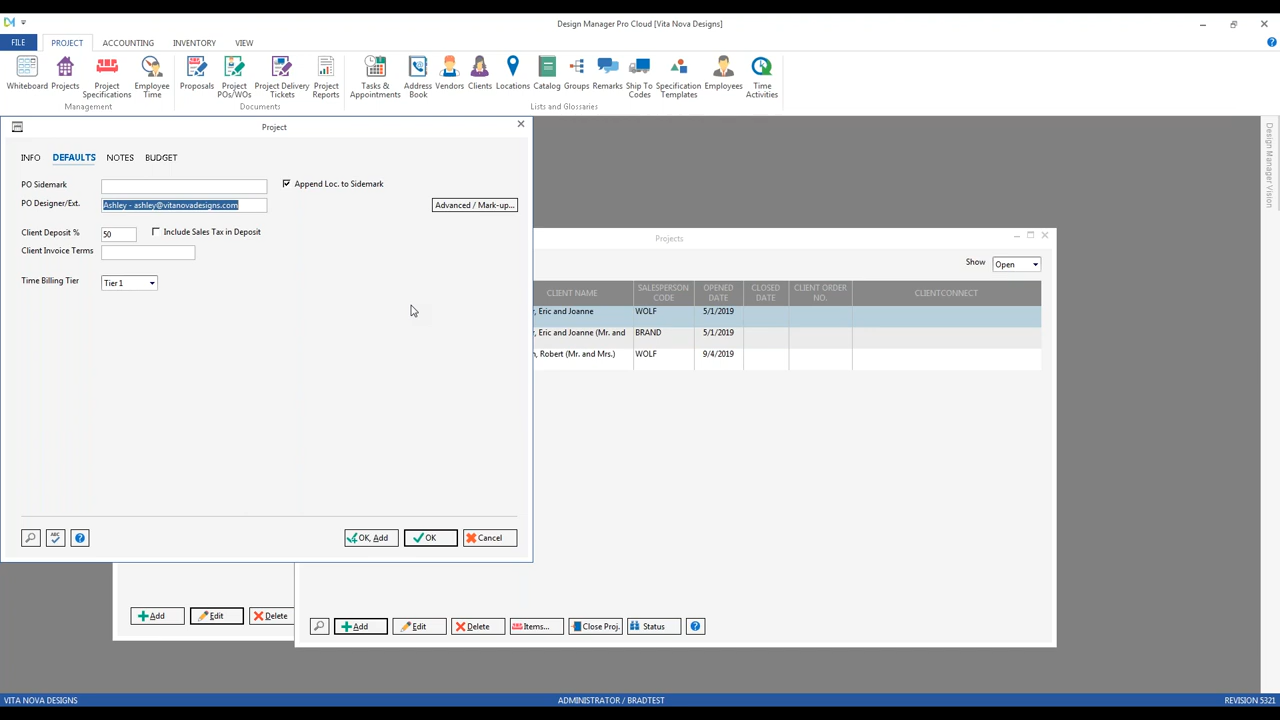 Design Manager Pro Cloud [Vita Nova Designs]
FILE PROJECT ACCOUNTING INVENTORY VIEW
Whiteboard Projects Project Specifications Employee Time Proposals Project POs/WOs Project Delivery Tickets Project Reports Tasks & Appointments Address Book Vendors Clients Locations Catalog Groups Remarks Ship To Codes Specification Templates Employees Time Activities
Management Documents Lists and Glossaries
Project
INFO DEFAULTS NOTES BUDGET
PO Sidemark Append Loc. to Sidemark
PO Designer/Ext. Ashley - ashley@vitanovadesigns.com Advanced / Mark-up...
Client Deposit % 50 Include Sales Tax in Deposit
Client Invoice Terms
Time Billing Tier Tier 1
OK, Add OK Cancel
Projects
Show Open
CLIENT NAME SALESPERSON CODE OPENED DATE CLOSED DATE CLIENT ORDER NO. CLIENTCONNECT
, Eric and Joanne WOLF 5/1/2019
, Eric and Joanne (Mr. and BRAND 5/1/2019
, Robert (Mr. and Mrs.) WOLF 9/4/2019
Add Edit Delete
Add Edit Delete Items... Close Proj. Status
Design Manager Vision
VITA NOVA DESIGNS ADMINISTRATOR / BRADTEST REVISION 5321